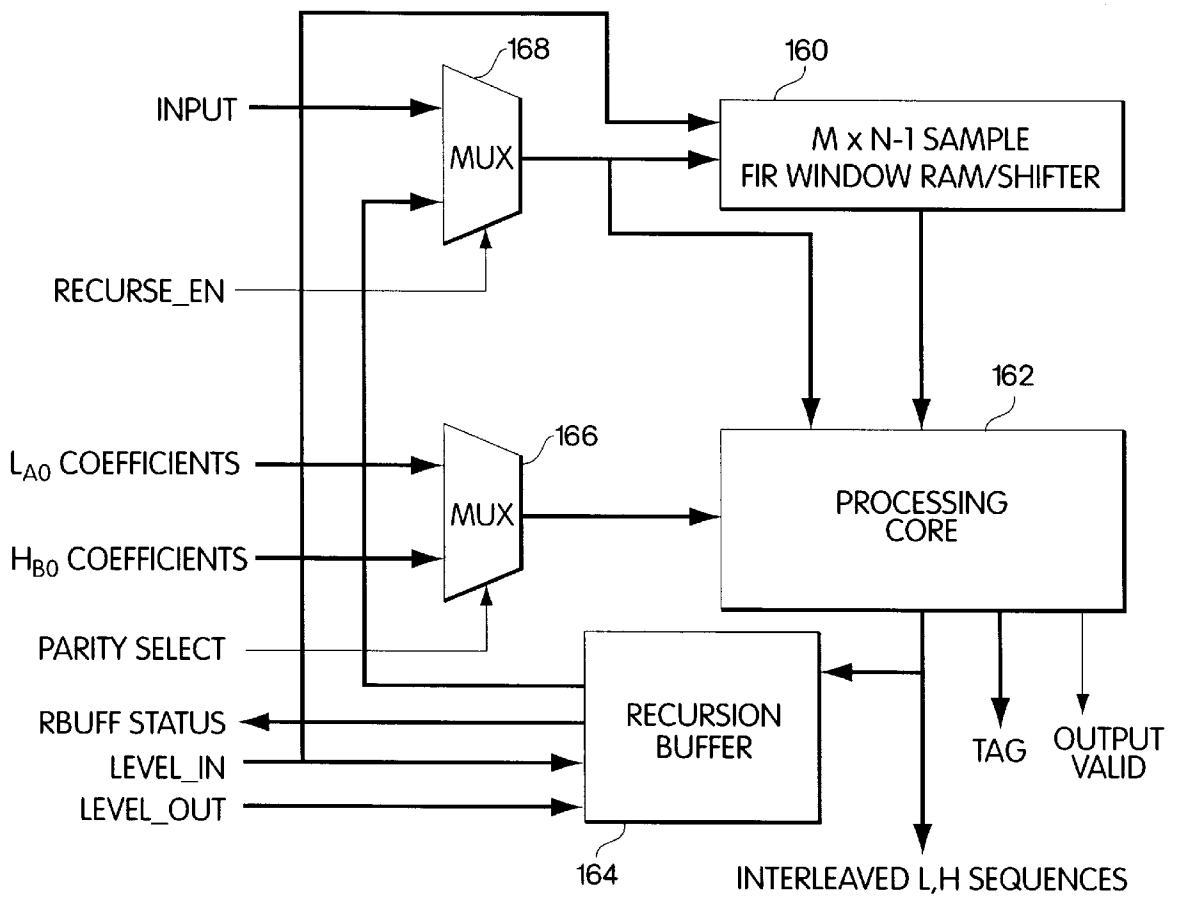 168
160
INPUT
MUX
M x N-1 SAMPLE
FIR WINDOW RAM/SHIFTER
RECURSE_EN
162
166
LA0 COEFFICIENTS
MUX
PROCESSING
CORE
HB0 COEFFICIENTS
PARITY SELECT
RBUFF STATUS
RECURSION
BUFFER
LEVEL_IN
LEVEL_OUT
TAG
OUTPUT
VALID
164
INTERLEAVED L,H SEQUENCES